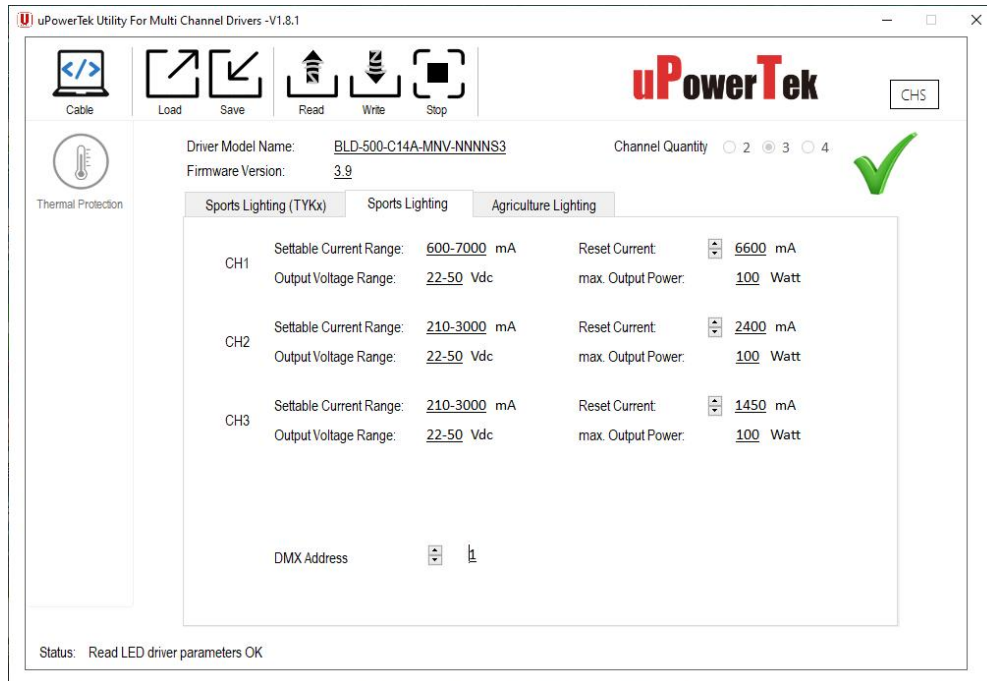 uPowerTek Utility For Multi Channel Drivers -V1.8.1
</>
Cable
Load
Save
Read
Write
Stop
uPowerTek
CHS
Thermal Protection
Driver Model Name: BLD-500-C14A-MNV-NNNNS3
Channel Quantity 2 3 4
Firmware Version: 3.9
Sports Lighting (TYKx) Sports Lighting Agriculture Lighting
CH1
Settable Current Range: 600-7000 mA Reset Current: 6600 mA
Output Voltage Range: 22-50 Vdc max. Output Power: 100 Watt
CH2
Settable Current Range: 210-3000 mA Reset Current: 2400 mA
Output Voltage Range: 22-50 Vdc max. Output Power: 100 Watt
CH3
Settable Current Range: 210-3000 mA Reset Current: 1450 mA
Output Voltage Range: 22-50 Vdc max. Output Power: 100 Watt
DMX Address 1
Status: Read LED driver parameters OK